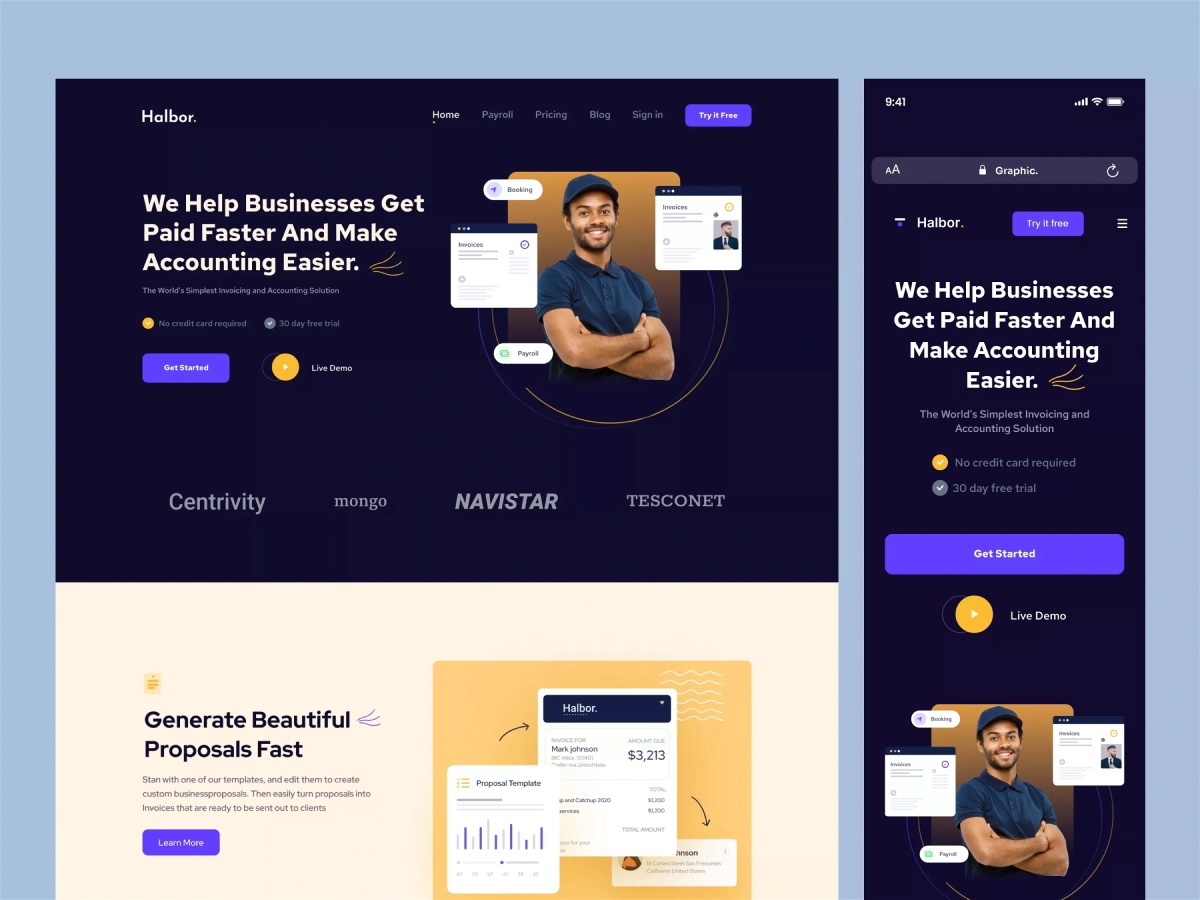 Halbor.
Home Payroll Pricing Blog Sign in Try it Free
We Help Businesses Get
Paid Faster And Make
Accounting Easier.
The World's Simplest Invoicing and Accounting Solution
No credit card required 30 day free trial
Get Started Live Demo
Booking
Invoices
Invoices
Payroll
Centrivity mongo NAVISTAR TESCONET
Generate Beautiful
Proposals Fast
Stan with one of our templates, and edit them to create
custom businessproposals. Then easily turn proposals into
Invoices that are ready to be sent out to clients
Learn More
Halbor.
INVOICE FOR
Mark johnson
AMOUNT DUE
$3,213
TOTAL
and Catchup 2020 $1,200
services $1,200
TOTAL AMOUNT
you for your
Proposal Template
hnson
United States
9:41
AA Graphic.
Halbor. Try it free
We Help Businesses
Get Paid Faster And
Make Accounting
Easier.
The World's Simplest Invoicing and
Accounting Solution
No credit card required
30 day free trial
Get Started
Live Demo
Booking
Invoices
Invoices
Payroll